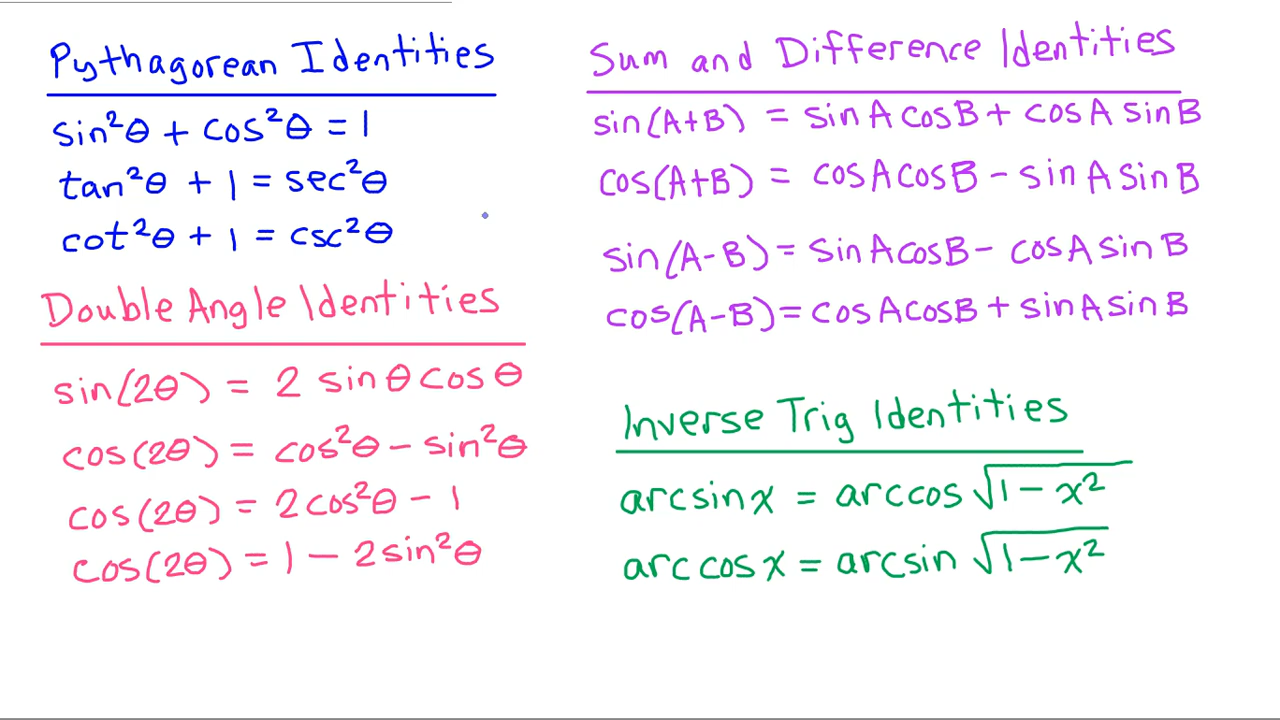 Pythagorean Identities
sin²θ + cos²θ = 1
tan²θ + 1 = sec²θ
cot²θ + 1 = csc²θ
Double Angle Identities
sin(2θ) = 2 sinθ cosθ
cos(2θ) = cos²θ - sin²θ
cos(2θ) = 2cos²θ - 1
cos(2θ) = 1 - 2sin²θ
Sum and Difference Identities
sin(A+B) = sinA cosB + cosA sinB
cos(A+B) = cosA cosB - sinA sinB
sin(A-B) = sinA cosB - cosA sinB
cos(A-B) = cosA cosB + sinA sinB
Inverse Trig Identities
arcsin x = arccos √(1 - x²)
arccos x = arcsin √(1 - x²)